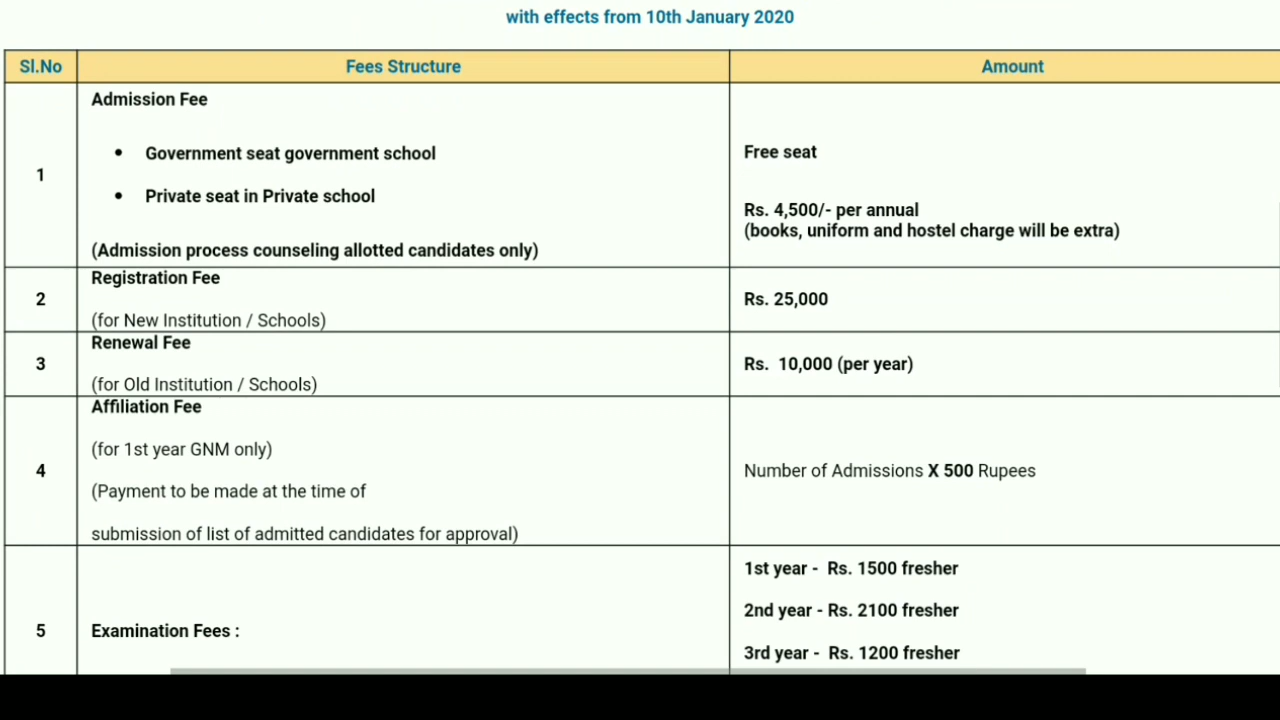 with effects from 10th January 2020
Sl.No
Fees Structure
Amount
1
Admission Fee
• Government seat government school
• Private seat in Private school
(Admission process counseling allotted candidates only)
Free seat
Rs. 4,500/- per annual
(books, uniform and hostel charge will be extra)
2
Registration Fee
(for New Institution / Schools)
Rs. 25,000
3
Renewal Fee
(for Old Institution / Schools)
Rs.  10,000 (per year)
4
Affiliation Fee
(for 1st year GNM only)
(Payment to be made at the time of
submission of list of admitted candidates for approval)
Number of Admissions X 500 Rupees
5
Examination Fees :
1st year -  Rs. 1500 fresher
2nd year - Rs. 2100 fresher
3rd year -  Rs. 1200 fresher